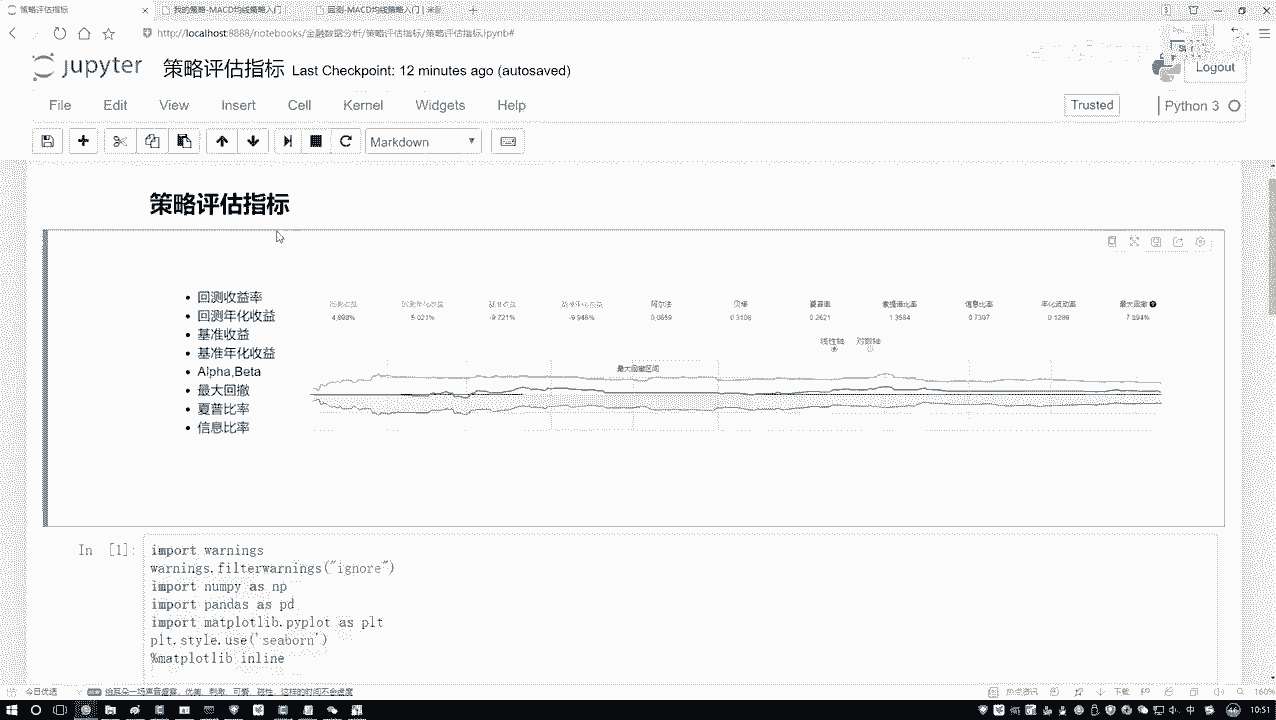 策略评估指标
我的策略-MACD均线策略入门
回测-MACD均线策略入门 | 米
http://localhost:8888/notebooks/金融数据分析/策略评估指标/策略评估指标.ipynb#
jupyter 策略评估指标 Last Checkpoint: 12 minutes ago (autosaved)
Logout
File Edit View Insert Cell Kernel Widgets Help
Trusted
Python 3
Markdown
策略评估指标
回测收益率
回测年化收益
基准收益
基准年化收益
Alpha,Beta
最大回撤
夏普比率
信息比率
回测收益 回测年化收益 基准收益 基准年化收益 阿尔法 贝塔 夏普率 索提诺比率 信息比率 年化波动率 最大回撤
4.898% 5.021% -9.721% -9.948% 0.0659 0.3108 0.2621 1.3584 0.7397 0.1286 7.894%
线性轴 对数轴
最大回撤区间
In [1]:
import warnings
warnings.filterwarnings("ignore")
import numpy as np
import pandas as pd
import matplotlib.pyplot as plt
plt.style.use('seaborn')
%matplotlib inline
今日优选
热点资讯
下载
160%
中
10:51